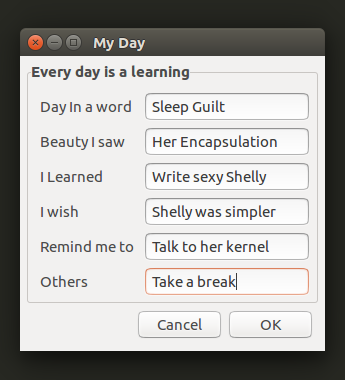 My Day
Every day is a learning
Day In a word Sleep Guilt
Beauty I saw Her Encapsulation
I Learned Write sexy Shelly
I wish Shelly was simpler
Remind me to Talk to her kernel
Others Take a break
Cancel OK